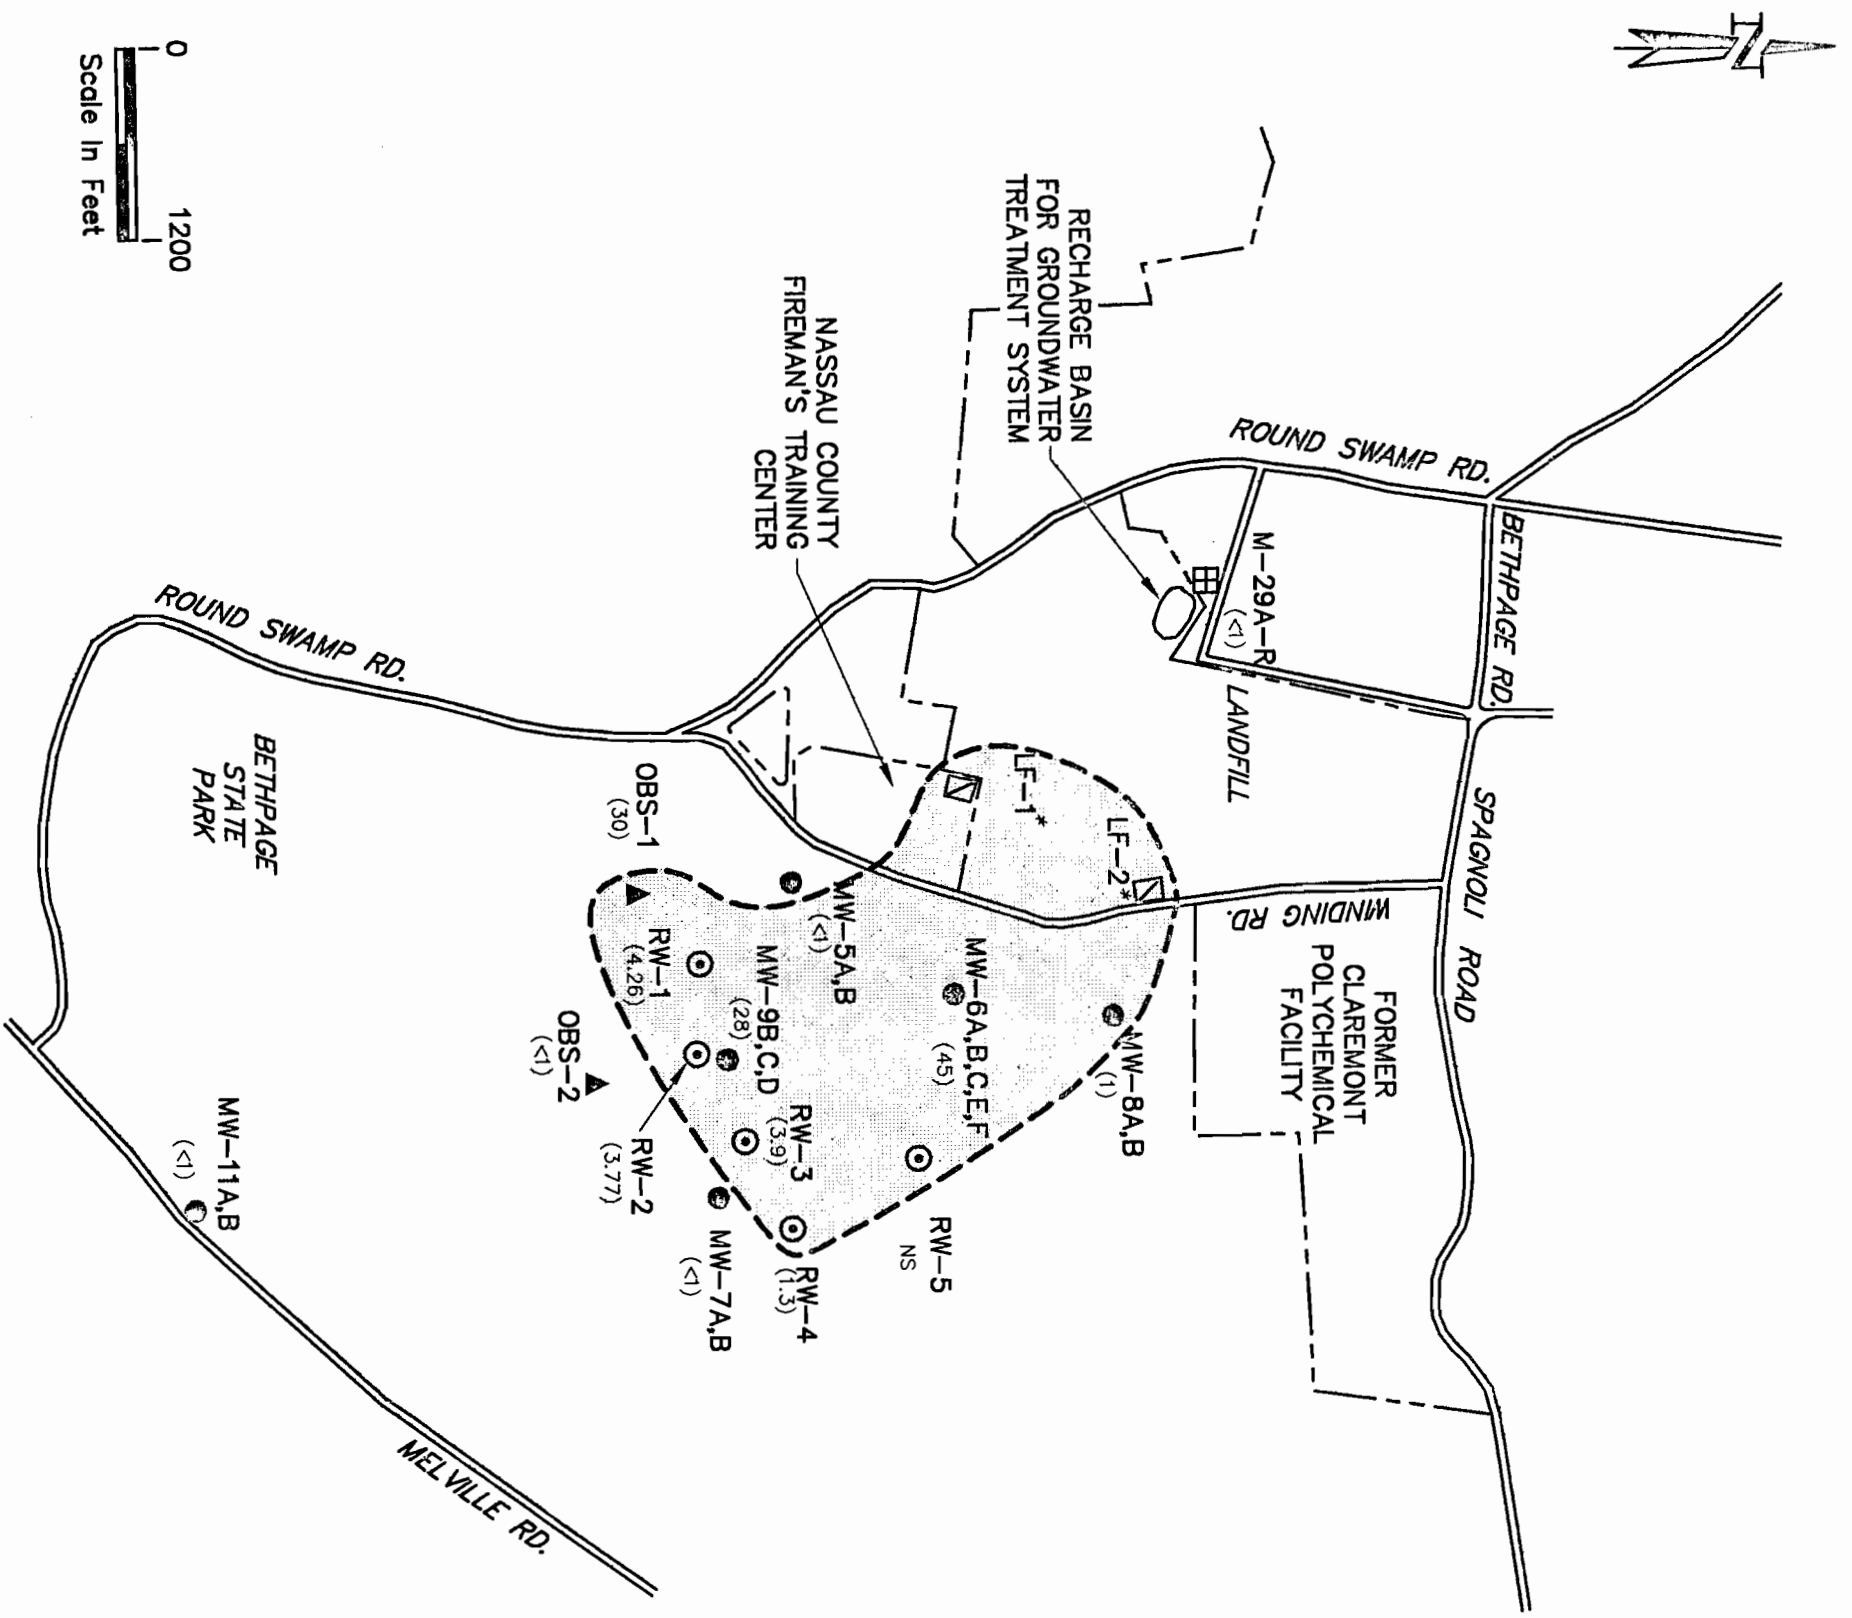 N
ROUND SWAMP RD.
BETHPAGE RD.
SPAGNOLI ROAD
M-29A-R
(<1)
LANDFILL
RECHARGE BASIN
FOR GROUNDWATER
TREATMENT SYSTEM
WINDING RD.
FORMER
CLAREMONT
POLYCHEMICAL
FACILITY
LF-2*
LF-1*
MW-8A,B
(1)
NASSAU COUNTY
FIREMAN'S TRAINING
CENTER
MW-6A,B,C,E,F
(45)
RW-5
NS
MW-5A,B
(<1)
MW-9B,C,D
(28)
RW-3
(3.9)
RW-4
(1.3)
OBS-1
(30)
RW-1
(4.26)
RW-2
(3.77)
MW-7A,B
(<1)
OBS-2
(<1)
ROUND SWAMP RD.
BETHPAGE
STATE
PARK
MW-11A,B
(<1)
MELVILLE RD.
0
1200
Scale In Feet